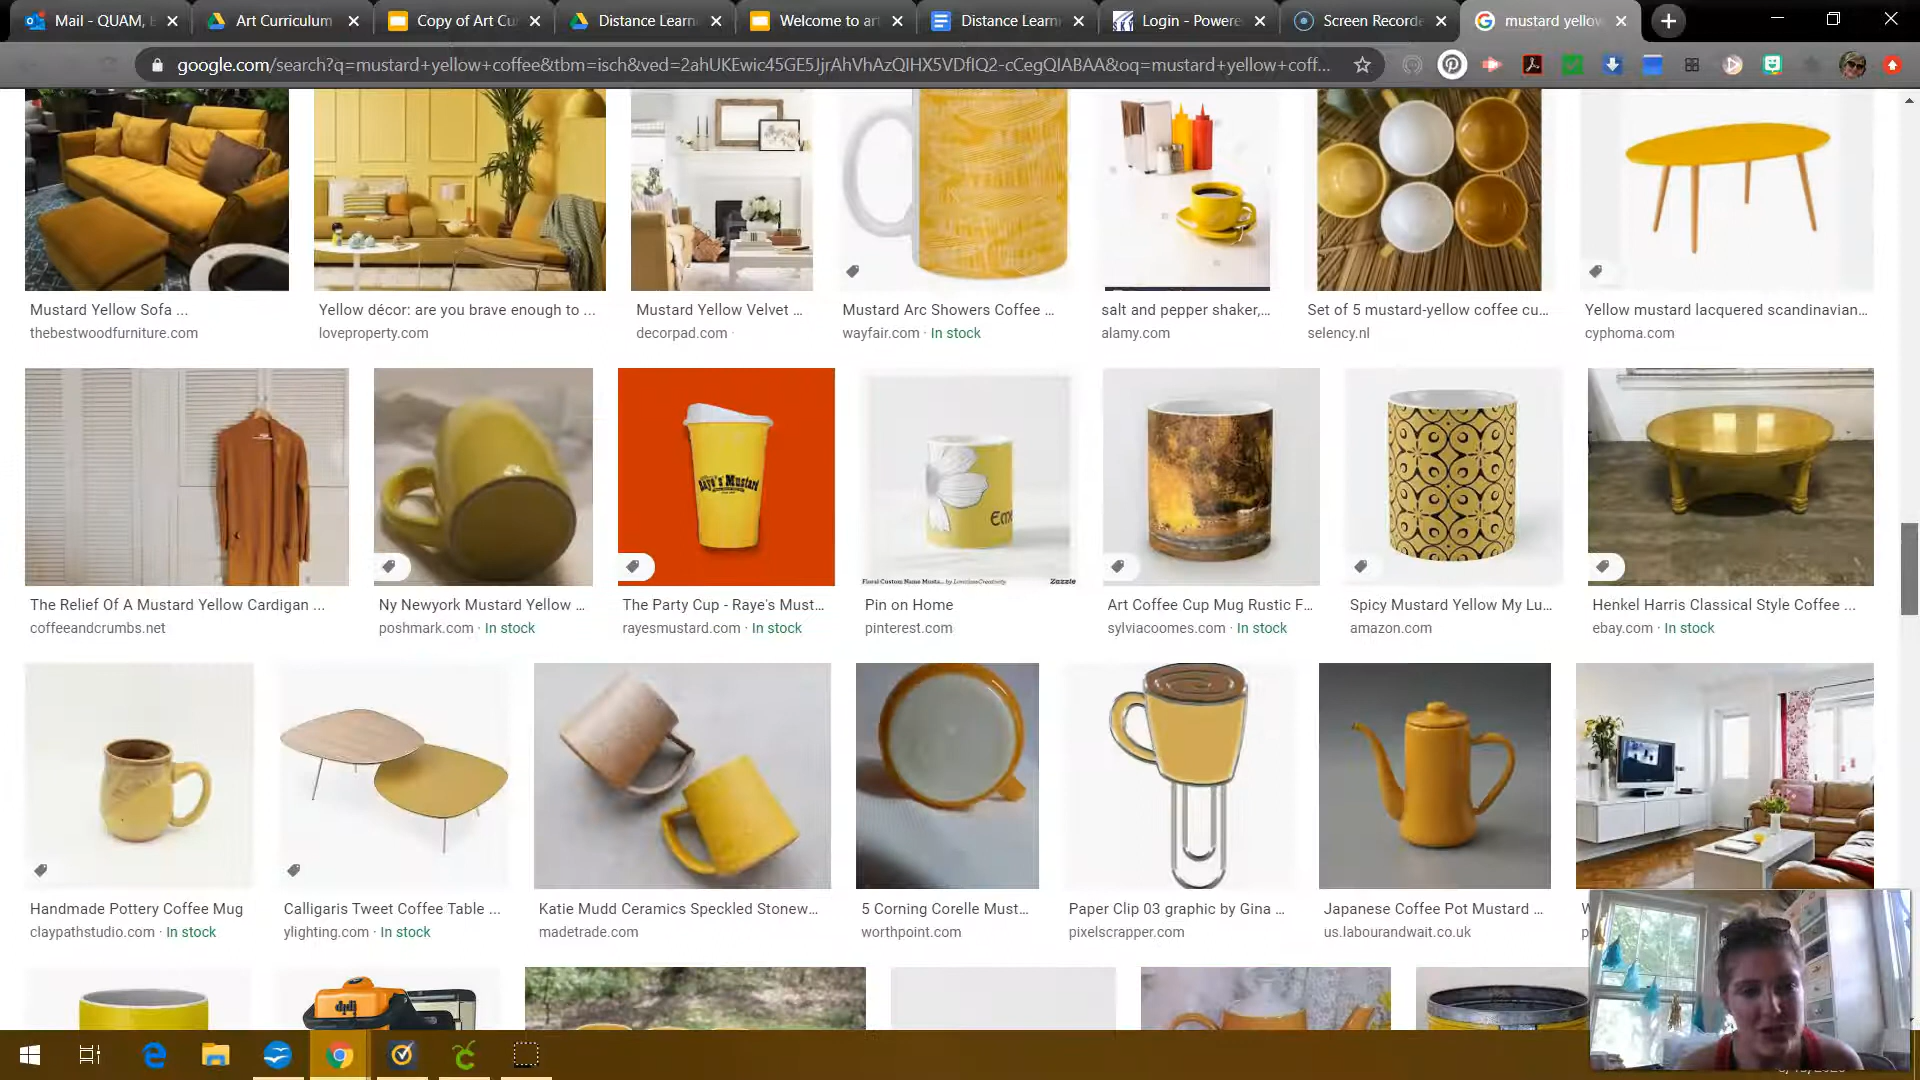 Mail - QUAM, E
Art Curriculum
Copy of Art Cu
Distance Learn
Welcome to art
Distance Learn
Login - Powere
Screen Recorde
mustard yellow
google.com/search?q=mustard+yellow+coffee&tbm=isch&ved=2ahUKEwic45GE5JjrAhVhAzQIHX5VDfIQ2-cCegQIABAA&oq=mustard+yellow+coff...
Mustard Yellow Sofa ...
thebestwoodfurniture.com
Yellow décor: are you brave enough to ...
loveproperty.com
Mustard Yellow Velvet ...
decorpad.com ·
Mustard Arc Showers Coffee ...
wayfair.com · In stock
salt and pepper shaker,...
alamy.com
Set of 5 mustard-yellow coffee cu...
selency.nl
Yellow mustard lacquered scandinavian...
cyphoma.com
Raye's Mustard
Floral Custom Name Musta... by LuminousCreativity
Zazzle
The Relief Of A Mustard Yellow Cardigan ...
coffeeandcrumbs.net
Ny Newyork Mustard Yellow ...
poshmark.com · In stock
The Party Cup - Raye's Must...
rayesmustard.com · In stock
Pin on Home
pinterest.com
Art Coffee Cup Mug Rustic F...
sylviacoomes.com · In stock
Spicy Mustard Yellow My Lu...
amazon.com
Henkel Harris Classical Style Coffee ...
ebay.com · In stock
Handmade Pottery Coffee Mug
claypathstudio.com · In stock
Calligaris Tweet Coffee Table ...
ylighting.com · In stock
Katie Mudd Ceramics Speckled Stonew...
madetrade.com
5 Corning Corelle Must...
worthpoint.com
Paper Clip 03 graphic by Gina ...
pixelscrapper.com
Japanese Coffee Pot Mustard ...
us.labourandwait.co.uk